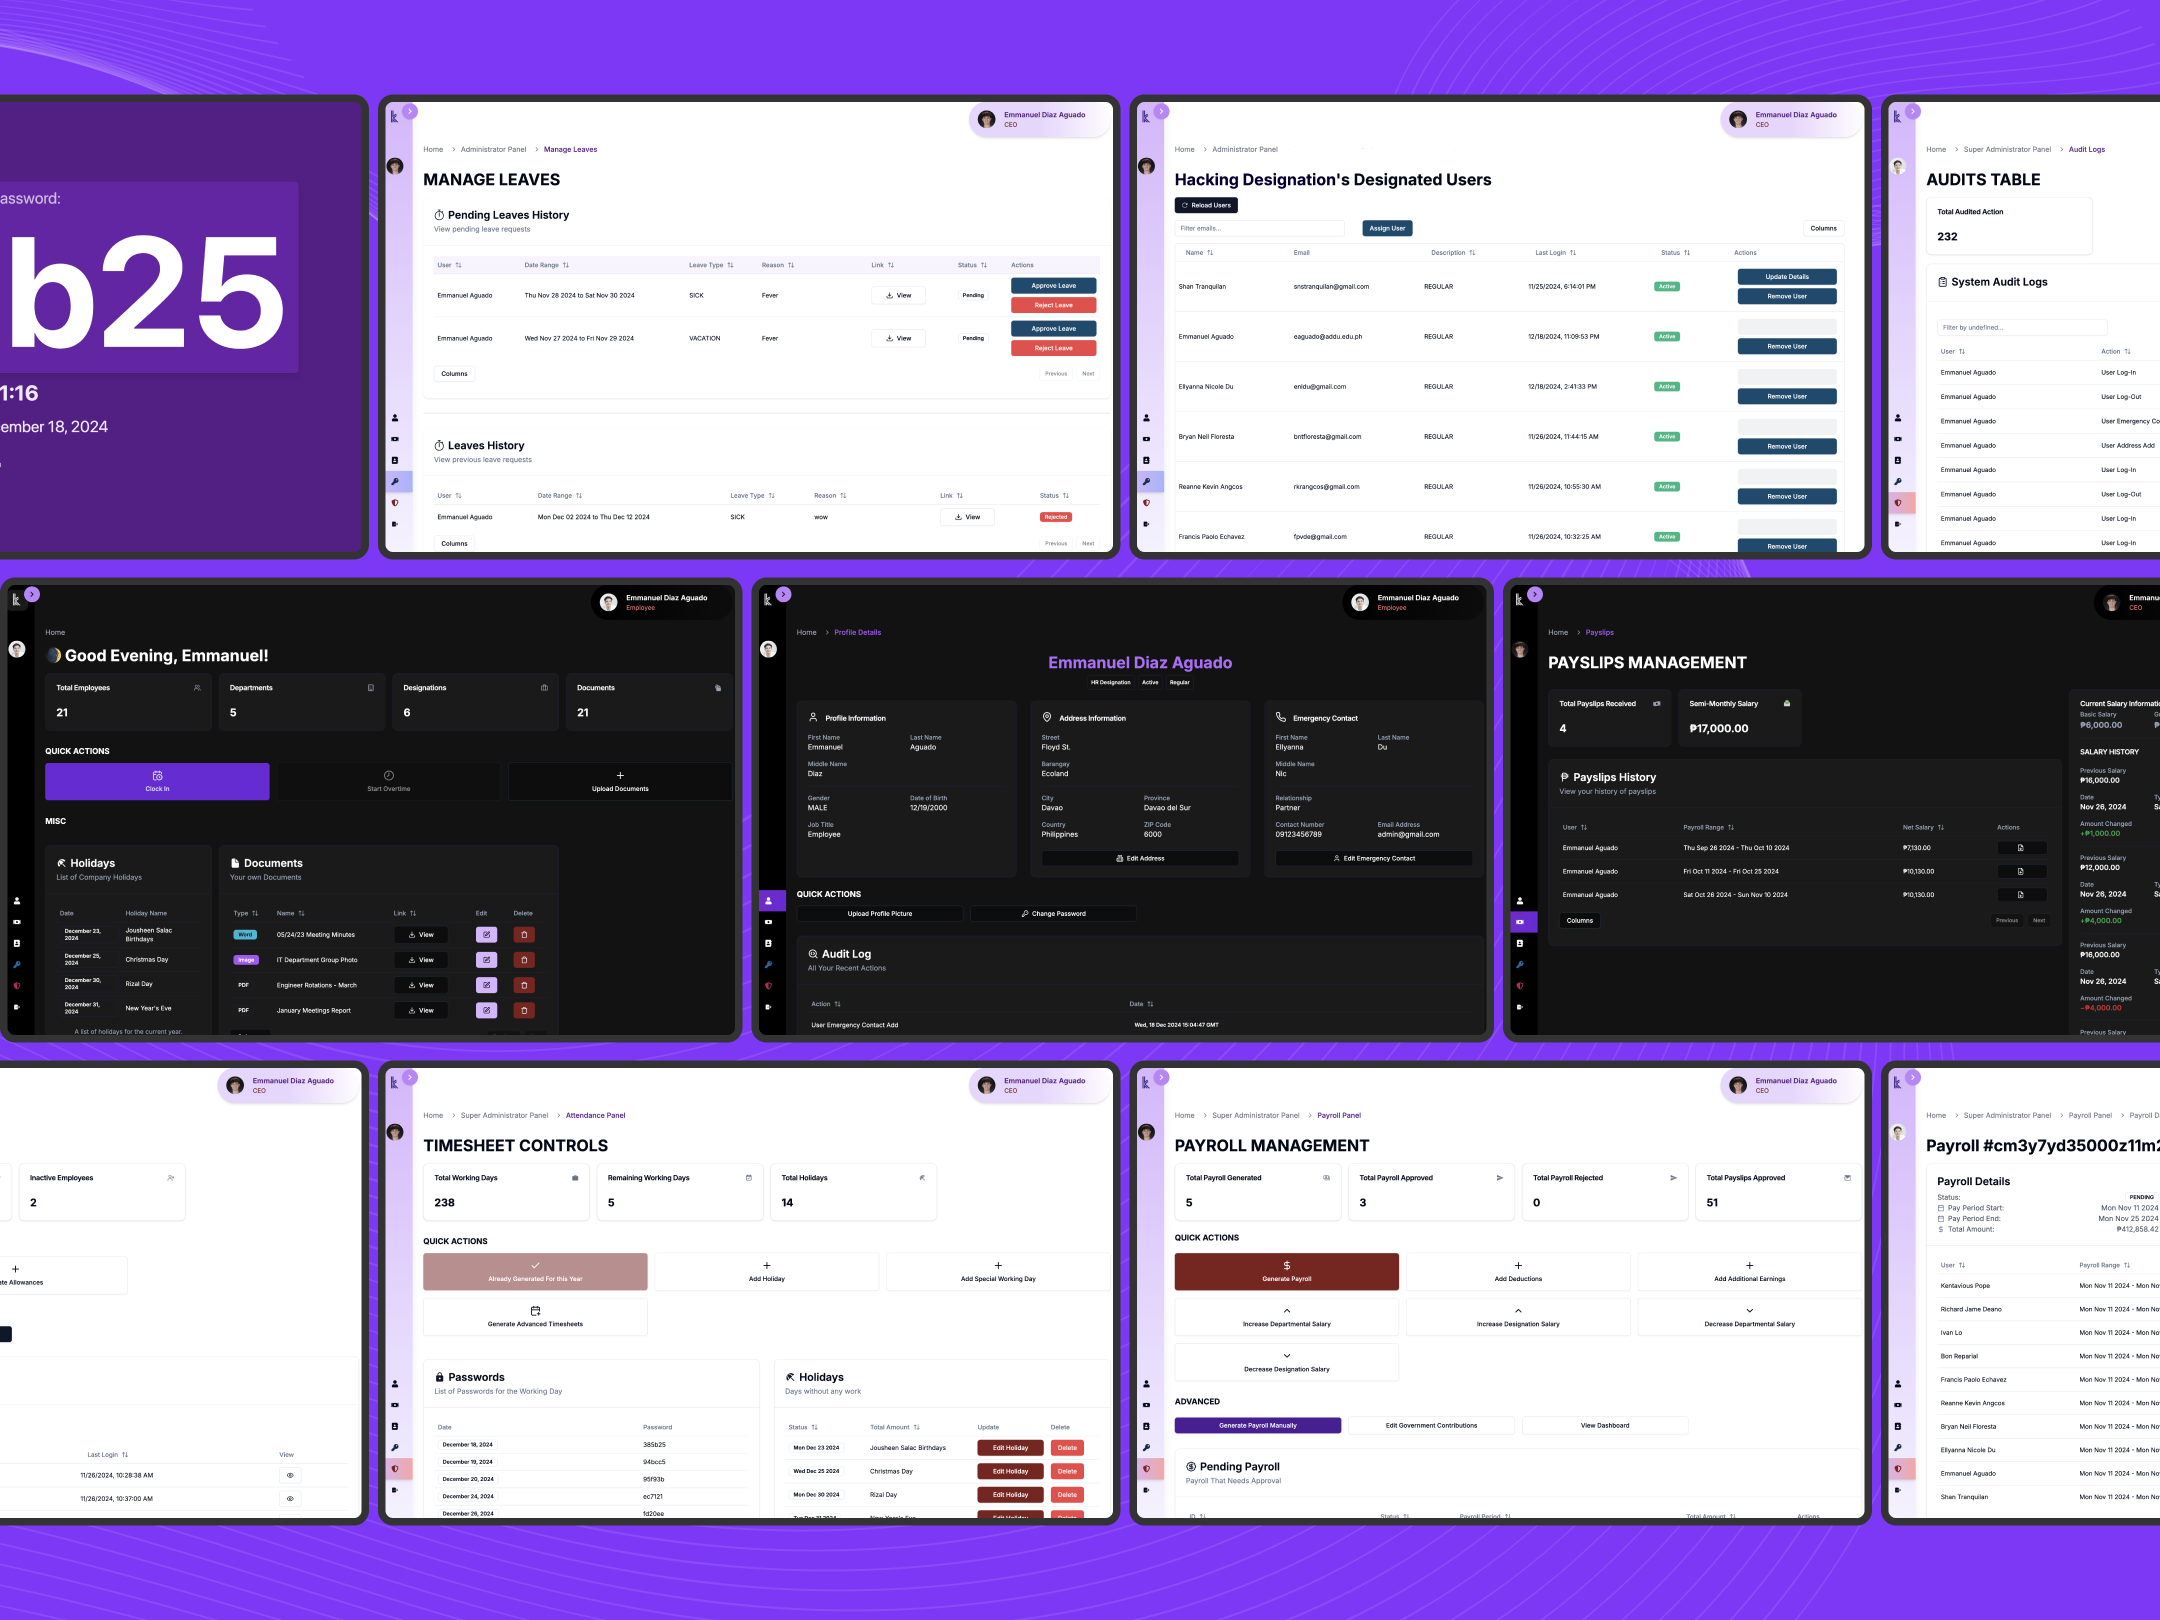 assword:
b25
1:16
ember 18, 2024
Emmanuel Diaz Aguado
CEO
Home > Administrator Panel > Manage Leaves
MANAGE LEAVES
Pending Leaves History
View pending leave requests
User Date Range Leave Type Reason Link Status Actions
Emmanuel Aguado Thu Nov 28 2024 to Sat Nov 30 2024 SICK Fever View Pending Approve Leave
Reject Leave
Emmanuel Aguado Wed Nov 27 2024 to Fri Nov 29 2024 VACATION Fever View Pending Approve Leave
Reject Leave
Columns Previous Next
Leaves History
View previous leave requests
User Date Range Leave Type Reason Link Status
Emmanuel Aguado Mon Dec 02 2024 to Thu Dec 12 2024 SICK wow View Rejected
Columns Previous Next
Emmanuel Diaz Aguado
CEO
Home > Administrator Panel
Hacking Designation's Designated Users
Reload Users
Filter emails... Assign User Columns
Name Email Description Last Login Status Actions
Shan Tranquilan snstranquilan@gmail.com REGULAR 11/25/2024, 6:14:01 PM Active Update Details
Remove User
Emmanuel Aguado eaguado@addu.edu.ph REGULAR 12/18/2024, 11:09:53 PM Active Remove User
Ellyanna Nicole Du enldu@gmail.com REGULAR 12/18/2024, 2:41:33 PM Active Remove User
Bryan Neil Floresta bntfloresta@gmail.com REGULAR 11/26/2024, 11:44:15 AM Active Remove User
Reanne Kevin Angcos rkrangcos@gmail.com REGULAR 11/26/2024, 10:55:30 AM Active Remove User
Francis Paolo Echavez fpvde@gmail.com REGULAR 11/26/2024, 10:32:25 AM Active Remove User
Home > Super Administrator Panel > Audit Logs
AUDITS TABLE
Total Audited Action
232
System Audit Logs
Filter by undefined...
User Action
Emmanuel Aguado User Log-In
Emmanuel Aguado User Log-Out
Emmanuel Aguado User Emergency Co
Emmanuel Aguado User Address Add
Emmanuel Aguado User Log-In
Emmanuel Aguado User Log-Out
Emmanuel Aguado User Log-In
Emmanuel Aguado User Log-In
Emmanuel Diaz Aguado
Employee
Home
Good Evening, Emmanuel!
Total Employees Departments Designations Documents
21 5 6 21
QUICK ACTIONS
Clock In Start Overtime Upload Documents
MISC
Holidays
List of Company Holidays
Date Holiday Name
December 23, 2024 Jousheen Salac Birthdays
December 25, 2024 Christmas Day
December 30, 2024 Rizal Day
December 31, 2024 New Year's Eve
A list of holidays for the current year.
Documents
Your own Documents
Type Name Link Edit Delete
Word 05/24/23 Meeting Minutes View
Image IT Department Group Photo View
PDF Engineer Rotations - March View
PDF January Meetings Report View
Emmanuel Diaz Aguado
Employee
Home > Profile Details
Emmanuel Diaz Aguado
HR Designation Active Regular
Profile Information
First Name Last Name
Emmanuel Aguado
Middle Name
Diaz
Gender Date of Birth
MALE 12/19/2000
Job Title
Employee
Address Information
Street
Floyd St.
Barangay
Ecoland
City Province
Davao Davao del Sur
Country ZIP Code
Philippines 6000
Edit Address
Emergency Contact
First Name Last Name
Ellyanna Du
Middle Name
Nic
Relationship
Partner
Contact Number Email Address
09123456789 admin@gmail.com
Edit Emergency Contact
QUICK ACTIONS
Upload Profile Picture Change Password
Audit Log
All Your Recent Actions
Action Date
User Emergency Contact Add Wed, 18 Dec 2024 15:04:47 GMT
Emmanu
CEO
Home > Payslips
PAYSLIPS MANAGEMENT
Total Payslips Received Semi-Monthly Salary
4 ₱17,000.00
Payslips History
View your history of payslips
User Payroll Range Net Salary Actions
Emmanuel Aguado Thu Sep 26 2024 - Thu Oct 10 2024 ₱7,130.00
Emmanuel Aguado Fri Oct 11 2024 - Fri Oct 25 2024 ₱10,130.00
Emmanuel Aguado Sat Oct 26 2024 - Sun Nov 10 2024 ₱10,130.00
Columns Previous Next
Current Salary Informati
Basic Salary G
₱6,000.00 ₱
SALARY HISTORY
Previous Salary
₱16,000.00
Date Ty
Nov 26, 2024 Sa
Amount Changed
+₱1,000.00
Previous Salary
₱12,000.00
Date Ty
Nov 26, 2024 Sa
Amount Changed
+₱4,000.00
Previous Salary
₱16,000.00
Date Ty
Nov 26, 2024 Sa
Amount Changed
-₱4,000.00
Previous Salary
Emmanuel Diaz Aguado
CEO
Inactive Employees
2
te Allowances
Last Login View
11/26/2024, 10:28:38 AM
11/26/2024, 10:37:00 AM
Emmanuel Diaz Aguado
CEO
Home > Super Administrator Panel > Attendance Panel
TIMESHEET CONTROLS
Total Working Days Remaining Working Days Total Holidays
238 5 14
QUICK ACTIONS
Already Generated For this Year Add Holiday Add Special Working Day
Generate Advanced Timesheets
Passwords
List of Passwords for the Working Day
Date Password
December 18, 2024 385b25
December 19, 2024 94bcc5
December 20, 2024 95f93b
December 24, 2024 ec7121
December 26, 2024 fd20ee
Holidays
Days without any work
Status Total Amount Update Delete
Mon Dec 23 2024 Jousheen Salac Birthdays Edit Holiday Delete
Wed Dec 25 2024 Christmas Day Edit Holiday Delete
Mon Dec 30 2024 Rizal Day Edit Holiday Delete
Tue Dec 31 2024 New Year's Eve Edit Holiday Delete
Emmanuel Diaz Aguado
CEO
Home > Super Administrator Panel > Payroll Panel
PAYROLL MANAGEMENT
Total Payroll Generated Total Payroll Approved Total Payroll Rejected Total Payslips Approved
5 3 0 51
QUICK ACTIONS
Generate Payroll Add Deductions Add Additional Earnings
Increase Departmental Salary Increase Designation Salary Decrease Departmental Salary
Decrease Designation Salary
ADVANCED
Generate Payroll Manually Edit Government Contributions View Dashboard
Pending Payroll
Payroll That Needs Approval
ID Status Payroll Period Total Amount Actions
Home > Super Administrator Panel > Payroll Panel > Payroll D
Payroll #cm3y7yd35000z11m2
Payroll Details
Status: PENDING
Pay Period Start: Mon Nov 11 2024
Pay Period End: Mon Nov 25 2024
Total Amount: ₱412,858.42
User Payroll Range
Kentavious Pope Mon Nov 11 2024 - Mon No
Richard Jame Deano Mon Nov 11 2024 - Mon No
Ivan Lo Mon Nov 11 2024 - Mon No
Bon Reparial Mon Nov 11 2024 - Mon No
Francis Paolo Echavez Mon Nov 11 2024 - Mon No
Reanne Kevin Angcos Mon Nov 11 2024 - Mon No
Bryan Neil Floresta Mon Nov 11 2024 - Mon No
Ellyanna Nicole Du Mon Nov 11 2024 - Mon No
Emmanuel Aguado Mon Nov 11 2024 - Mon No
Shan Tranquilan Mon Nov 11 2024 - Mon No